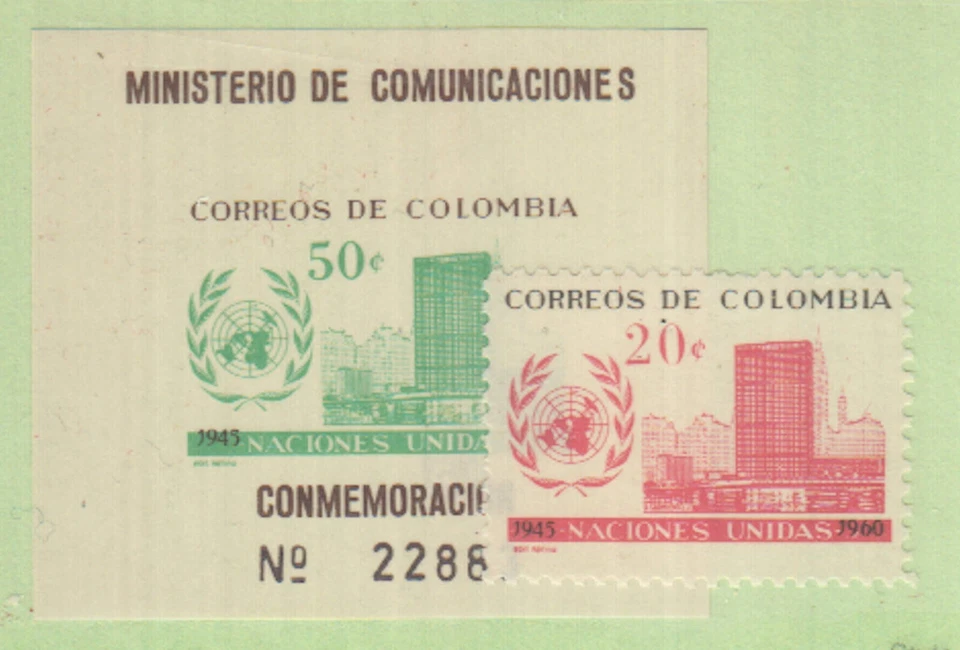 MINISTERIO DE COMUNICACIONES
CORREOS DE COLOMBIA
50¢
1945 NACIONES UNIDA
CONMEMORACI
Nº 2288
CORREOS DE COLOMBIA
20¢
1945-NACIONES UNIDAS-1960